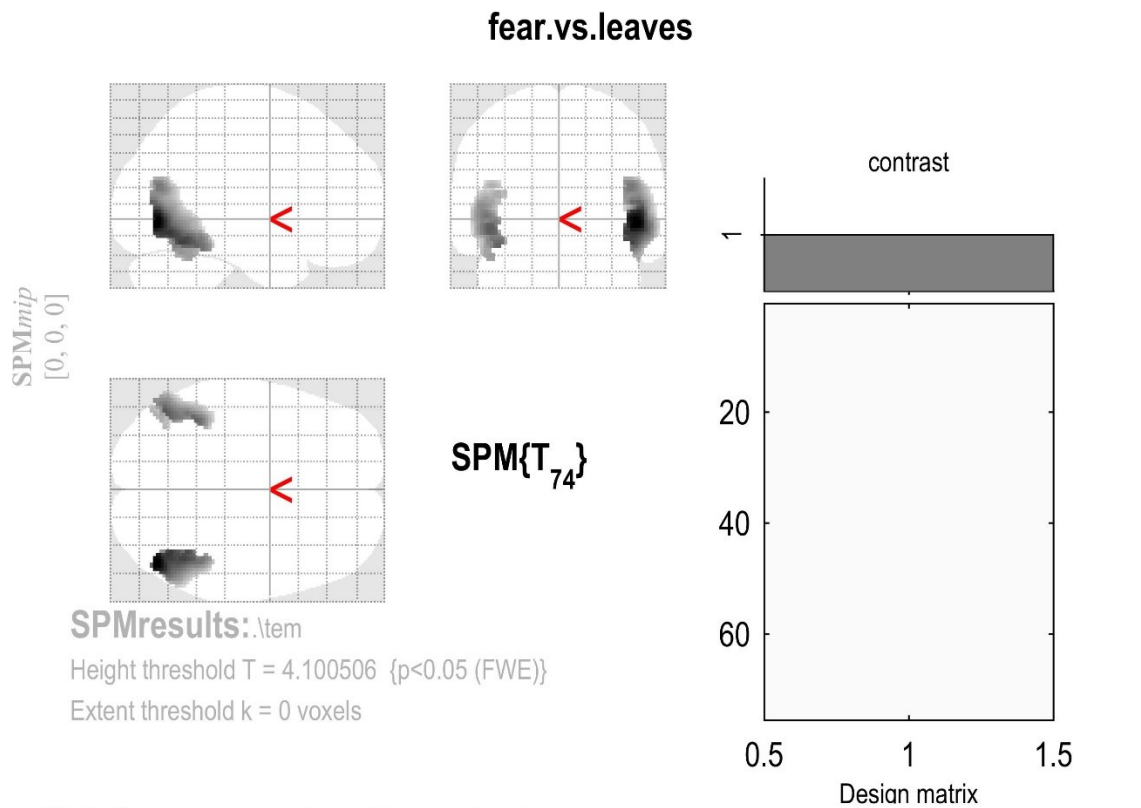 fear.vs.leaves
contrast
1
SPMmip
[0, 0, 0]
<
<
<
SPM{T74}
20
40
60
0.5 1 1.5
Design matrix
SPMresults: .\tem
Height threshold T = 4.100506 {p<0.05 (FWE)}
Extent threshold k = 0 voxels